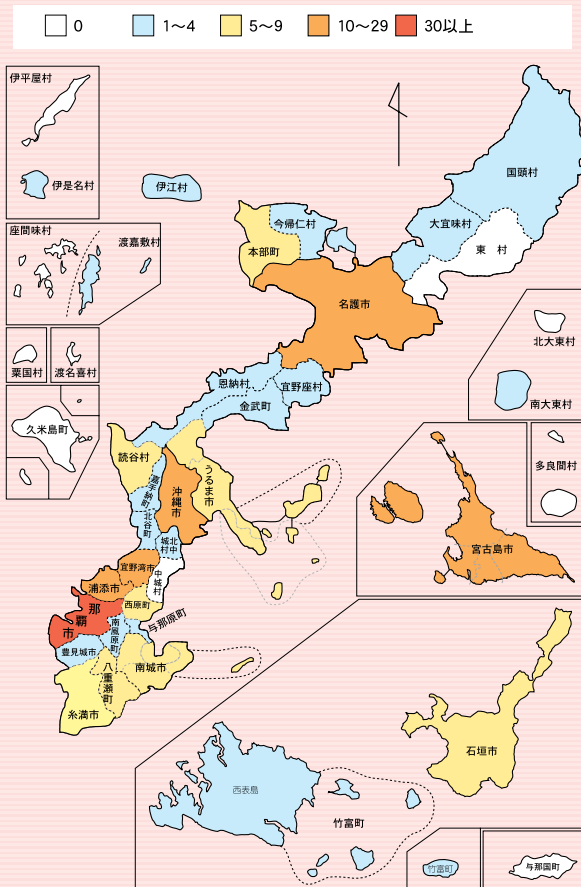 0
1〜4
5〜9
10〜29
30以上
伊平屋村
伊是名村
伊江村
国頭村
今帰仁村
大宜味村
東 村
本部町
座間味村
渡嘉敷村
名護市
北大東村
南大東村
粟国村
渡名喜村
恩納村
宜野座村
金武町
久米島町
読谷村
うるま市
嘉手納町
沖縄市
北谷町
北中城村
多良間村
宮古島市
宜野湾市
中城村
浦添市
西原町
那覇市
与那原町
南風原町
豊見城市
八重瀬町
南城市
糸満市
石垣市
西表島
竹富町
竹富町
与那国町